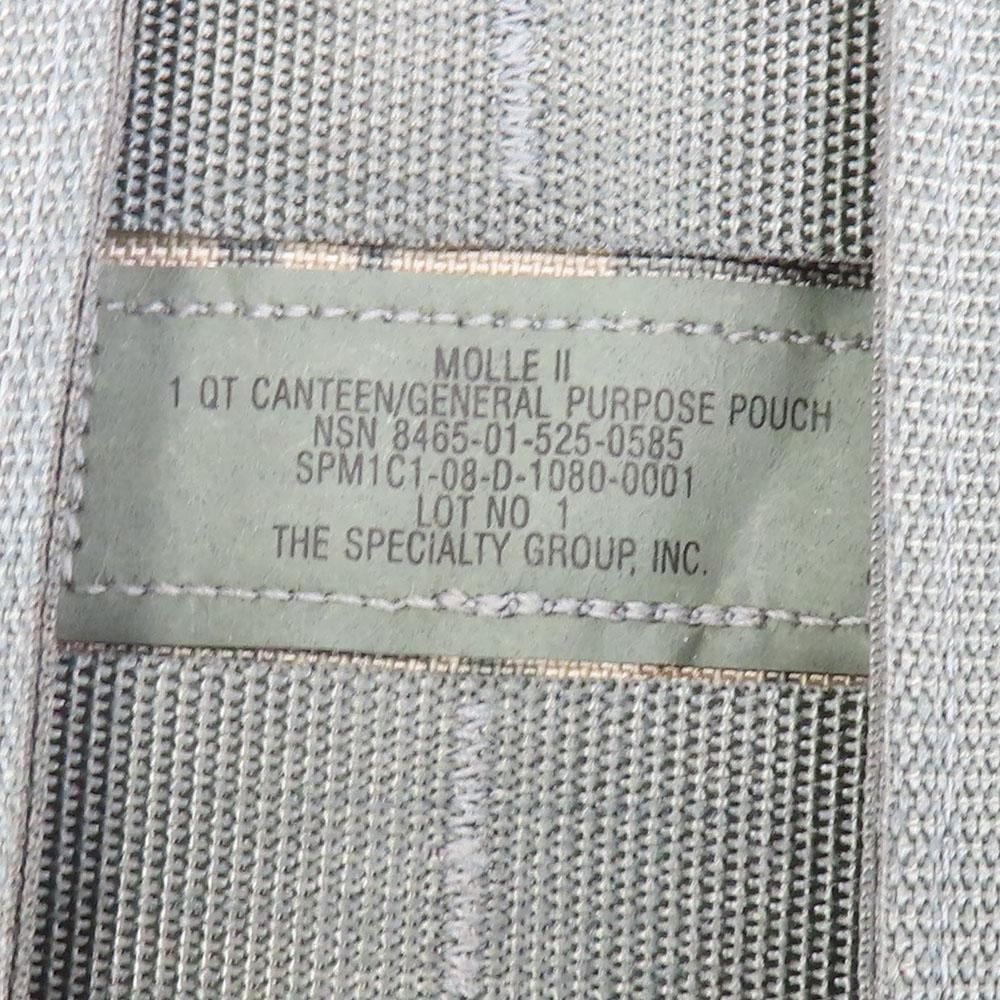 MOLLE II
1 QT CANTEEN/GENERAL PURPOSE POUCH
NSN 8465-01-525-0585
SPM1C1-08-D-1080-0001
LOT NO 1
THE SPECIALTY GROUP, INC.